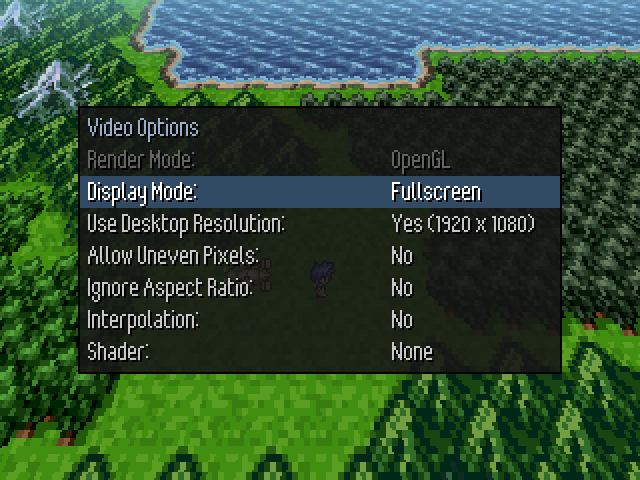 Video Options
Render Mode: OpenGL
Display Mode: Fullscreen
Use Desktop Resolution: Yes (1920 x 1080)
Allow Uneven Pixels: No
Ignore Aspect Ratio: No
Interpolation: No
Shader: None